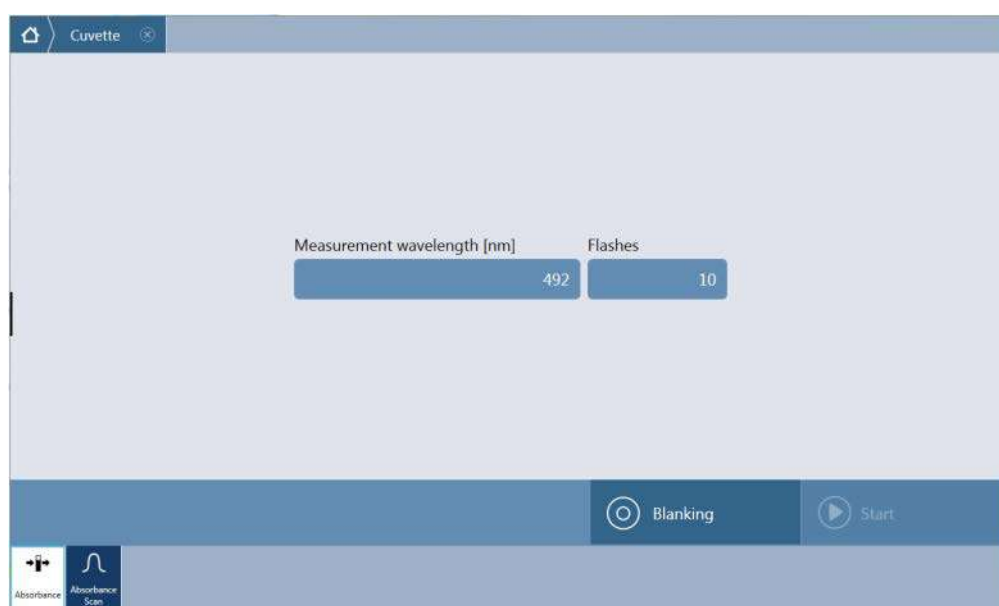 Cuvette
Measurement wavelength [nm] Flashes
492 10
Blanking Start
Absorbance Absorbance
Scan